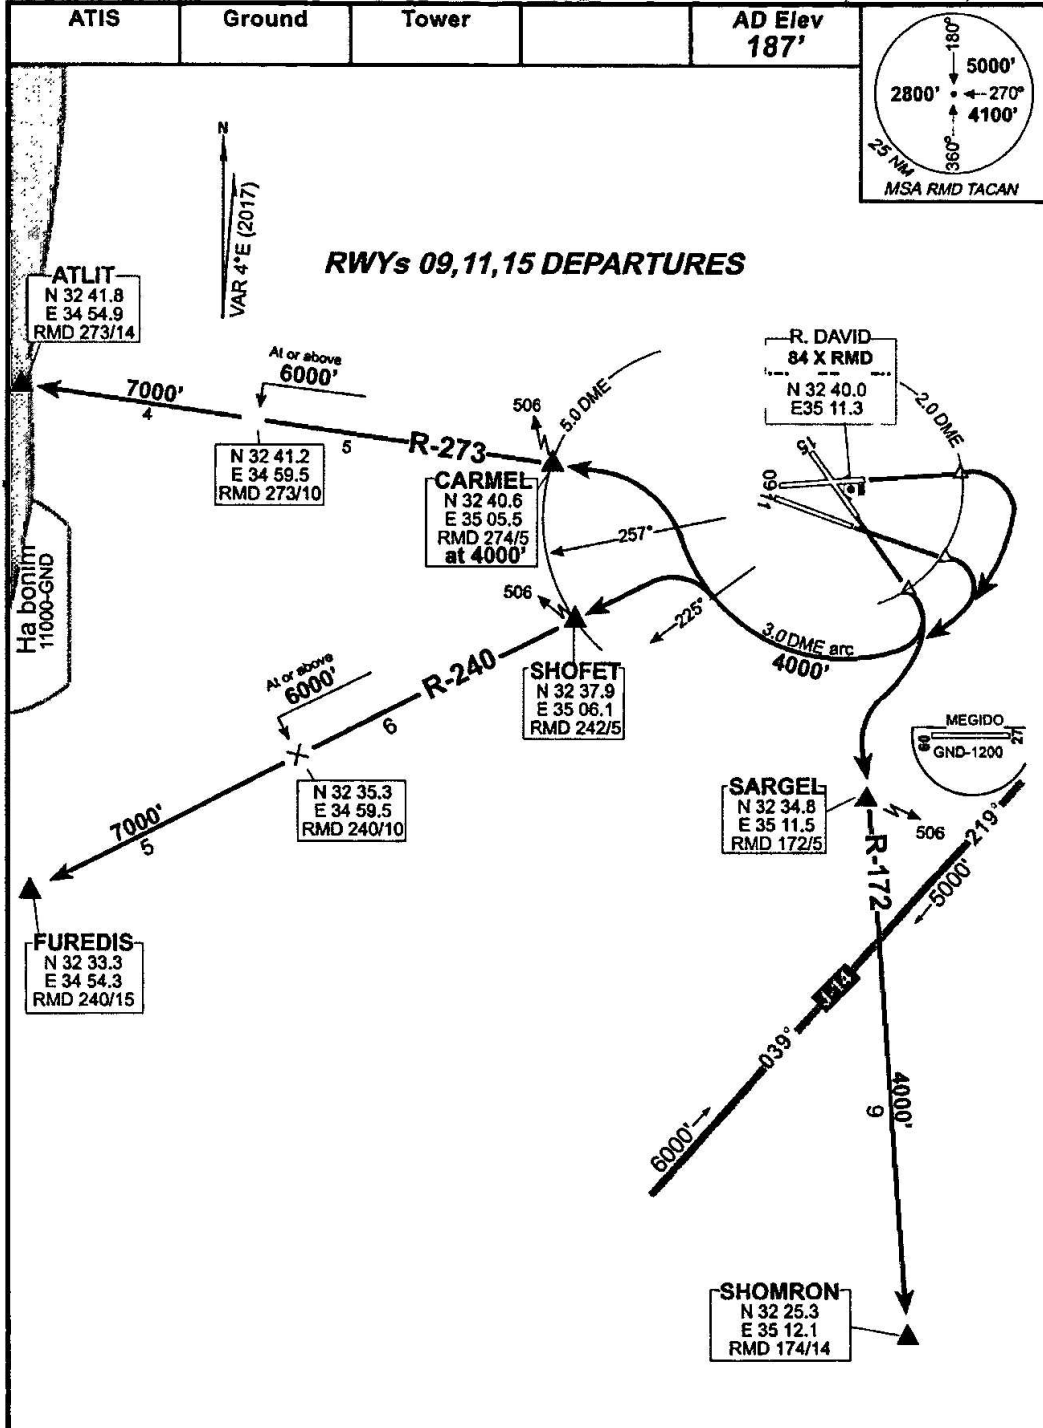 ATIS
Ground
Tower
AD Elev
187'
180°
5000'
2800'
270°
4100'
360°
25 NM
MSA RMD TACAN
N
VAR 4°E (2017)
RWYs 09,11,15 DEPARTURES
ATLIT
N 32 41.8
E 34 54.9
RMD 273/14
At or above
6000'
7000'
4
5
R-273
N 32 41.2
E 34 59.5
RMD 273/10
506
5.0 DME
CARMEL
N 32 40.6
E 35 05.5
RMD 274/5
at 4000'
R. DAVID
84 X RMD
N 32 40.0
E35 11.3
2.0 DME
15
09
11
257°
225°
3.0 DME arc
4000'
Ha bonim
11000-GND
506
SHOFET
N 32 37.9
E 35 06.1
RMD 242/5
R-240
6
At or above
6000'
N 32 35.3
E 34 59.5
RMD 240/10
7000'
5
FUREDIS
N 32 33.3
E 34 54.3
RMD 240/15
MEGIDO
09
27
GND-1200
SARGEL
N 32 34.8
E 35 11.5
RMD 172/5
506
R-172
219°
5000'
J-14
039°
6000'
4000'
9
SHOMRON
N 32 25.3
E 35 12.1
RMD 174/14